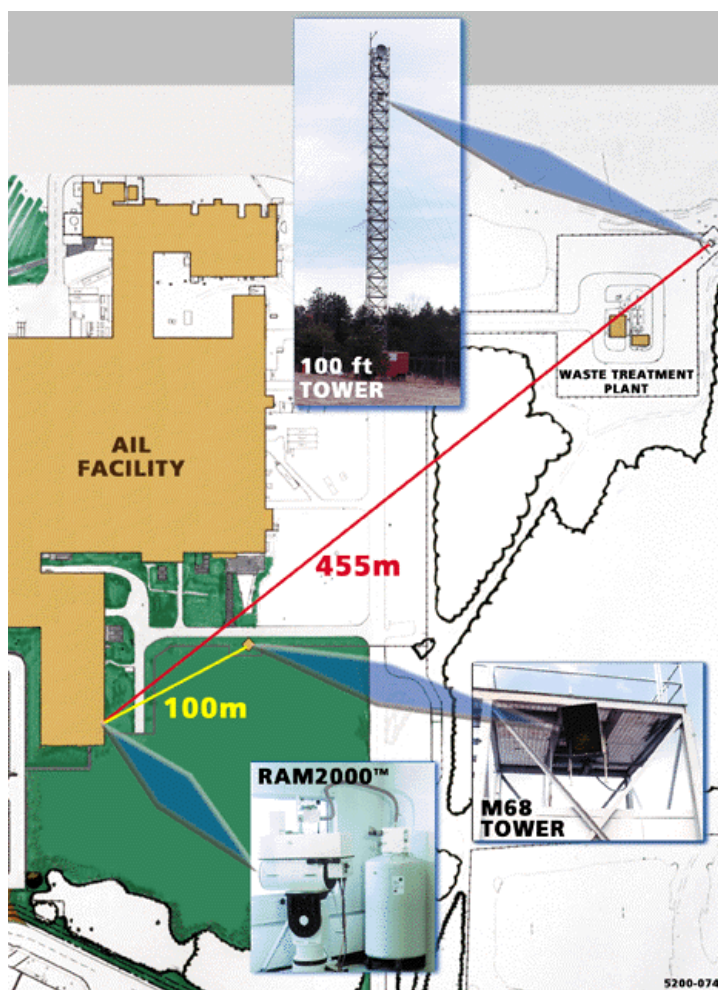 100 ft
TOWER
WASTE TREATMENT
PLANT
AIL
FACILITY
455m
100m
RAM2000™
M68
TOWER
5200-074